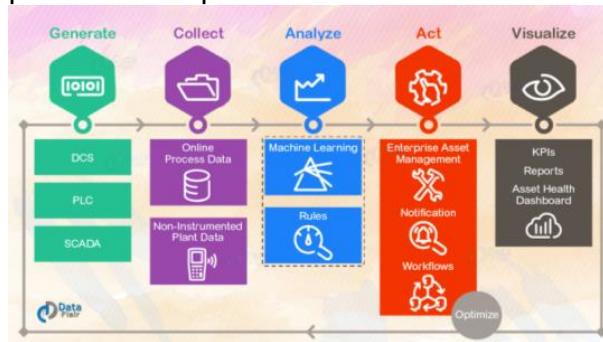 Generate
Collect
Analyze
Act
Visualize
10101
DCS
PLC
SCADA
Online
Process Data
Non-Instrumented
Plant Data
Machine Learning
Rules
Enterprise Asset
Management
Notification
Workflows
KPIs
Reports
Asset Health
Dashboard
Optimize
Data
Flair